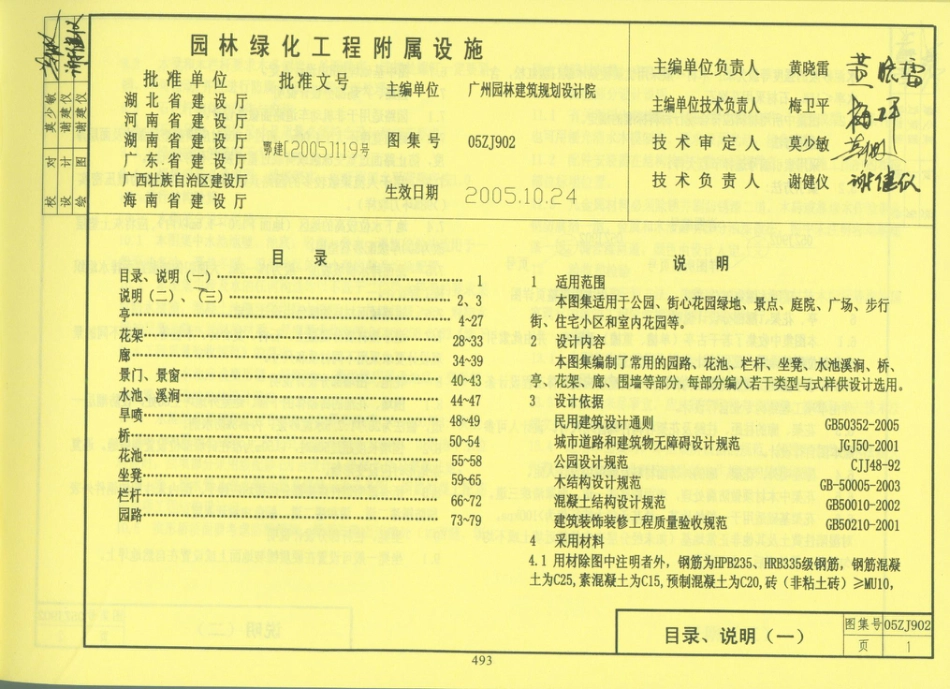 园林绿化工程附属设施
批准单位 批准文号
湖北省建设厅
河南省建设厅
湖南省建设厅
广东省建设厅
广西壮族自治区建设厅
海南省建设厅
鄂建[2005]119号
主编单位 广州园林建筑规划设计院
图集号 05ZJ902
生效日期 2005.10.24
主编单位负责人 黄晓雷
主编单位技术负责人 梅卫平
技术审定人 莫少敏
技术负责人 谢健仪
校对 莫少敏
设计 谢健仪
绘图 谢健仪
目 录
目录、说明(一) 1
说明(二)、(三) 2、3
亭 4~27
花架 28~33
廊 34~39
景门、景窗 40~43
水池、溪涧 44~47
旱喷 48~49
桥 50~54
花池 55~58
坐凳 59~65
栏杆 66~72
园路 73~79
说 明
1 适用范围
本图集适用于公园、街心花园绿地、景点、庭院、广场、步行
街、住宅小区和室内花园等。
2 设计内容
本图集编制了常用的园路、花池、栏杆、坐凳、水池溪涧、桥、
亭、花架、廊、围墙等部分,每部分编入若干类型与式样供设计选用。
3 设计依据
民用建筑设计通则 GB50352-2005
城市道路和建筑物无障碍设计规范 JGJ50-2001
公园设计规范 CJJ48-92
木结构设计规范 GB-50005-2003
混凝土结构设计规范 GB50010-2002
建筑装饰装修工程质量验收规范 GB50210-2001
4 采用材料
4.1 用材除图中注明者外,钢筋为HPB235、HRB335级钢筋,钢筋混凝
土为C25,素混凝土为C15,预制混凝土为C20,砖(非粘土砖)≥MU10,
目录、说明(一)
图集号 05ZJ902
页 1
493